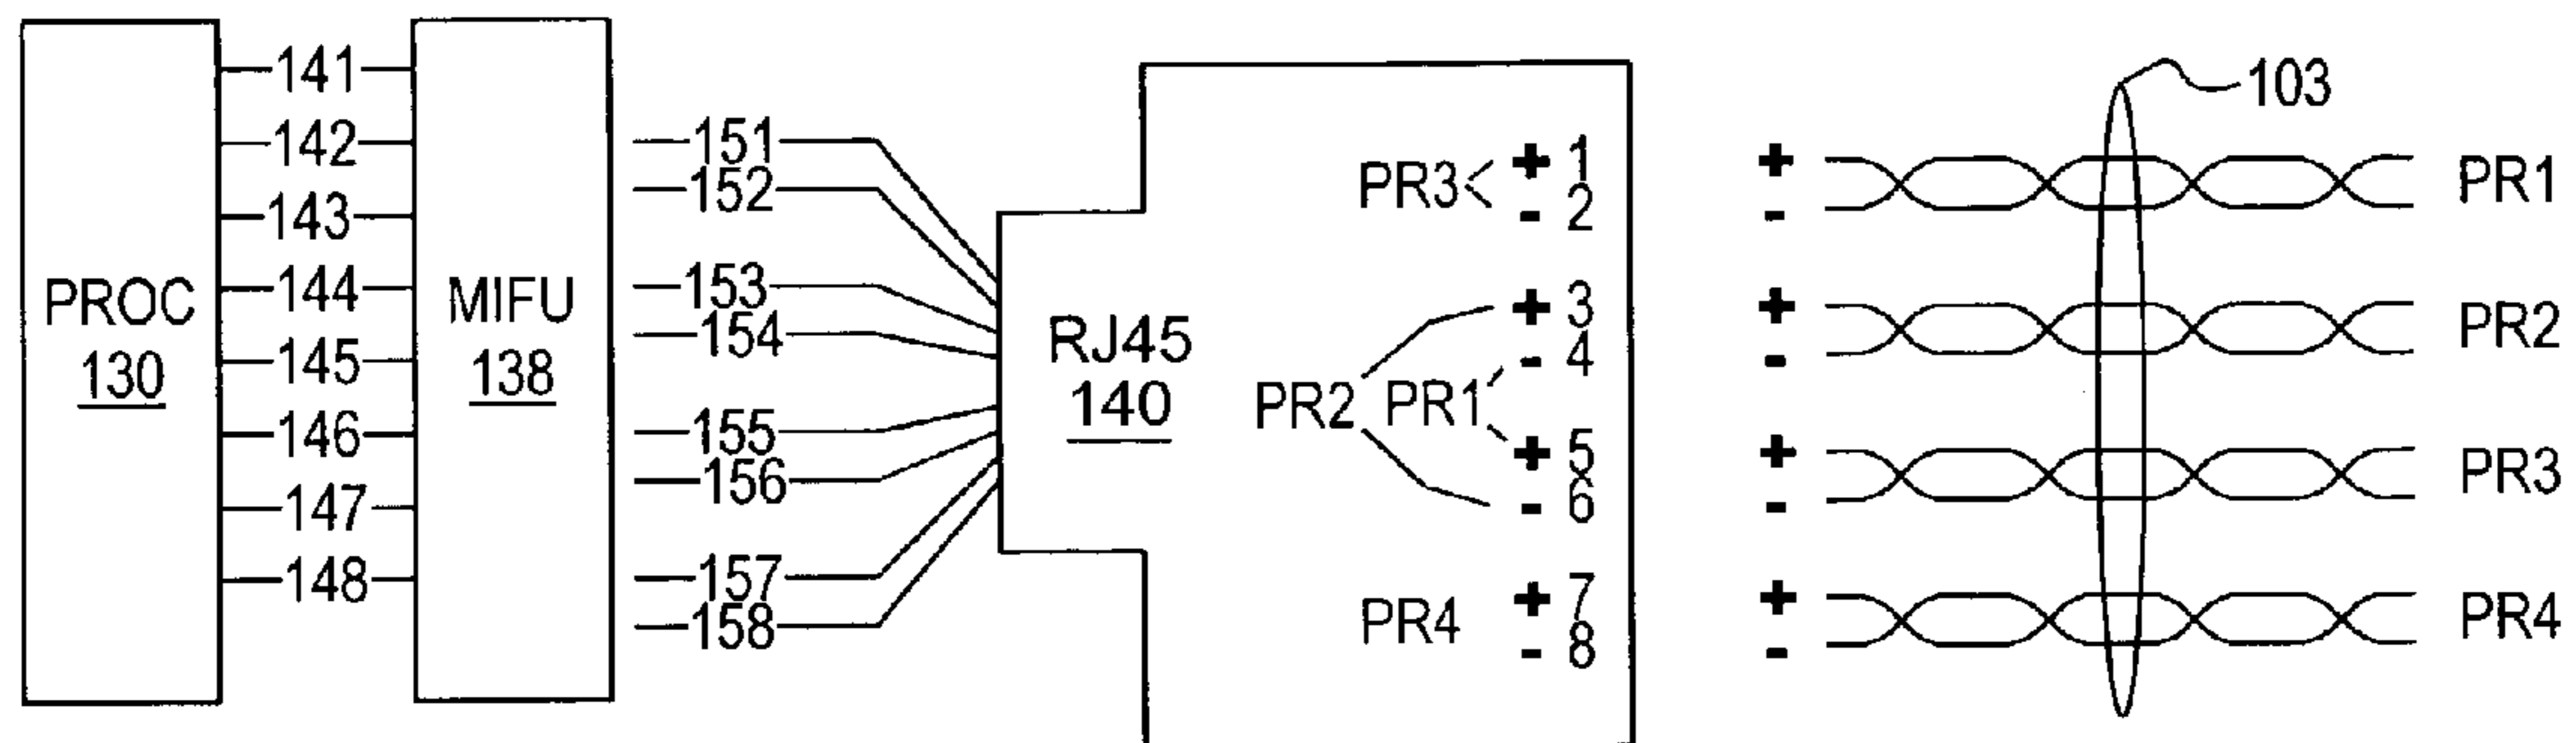 PROC
130
141
142
143
144
145
146
147
148
MIFU
138
151
152
153
154
155
156
157
158
RJ45
140
PR3 + 1
- 2
PR2 + 3
PR1 - 4
+ 5
- 6
PR4 + 7
- 8
103
+
-
PR1
+
-
PR2
+
-
PR3
+
-
PR4